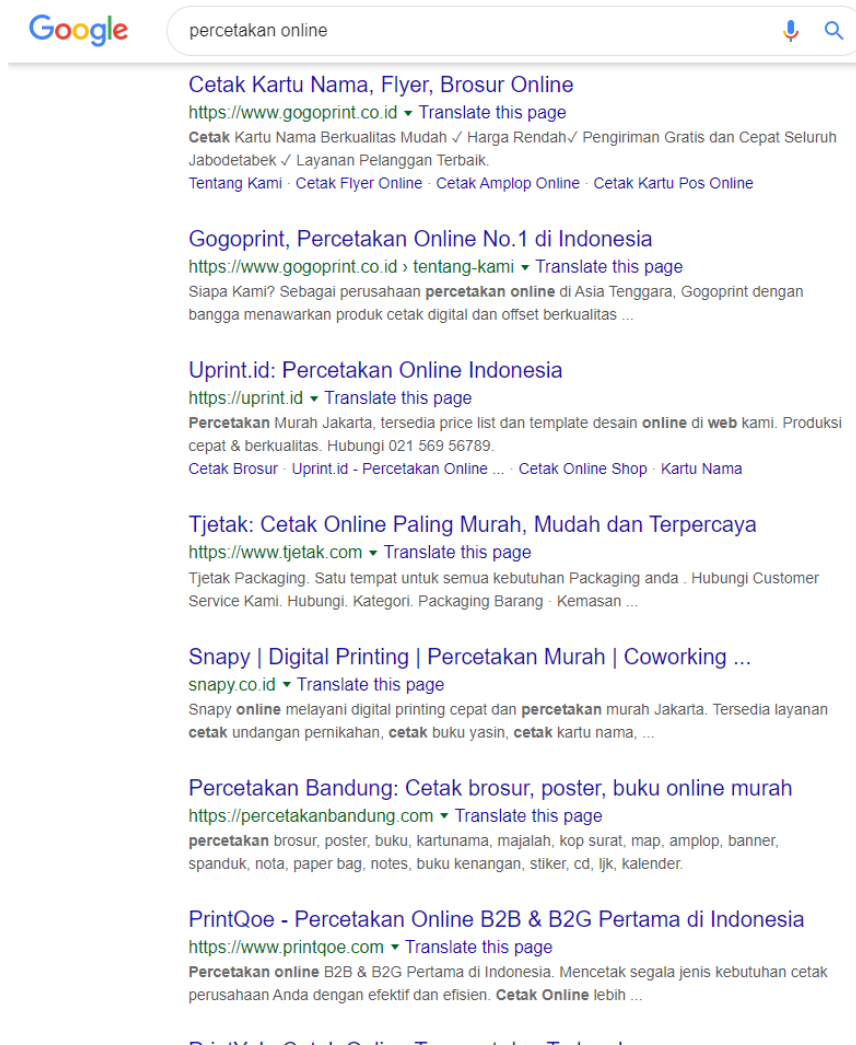 Google
percetakan online
Cetak Kartu Nama, Flyer, Brosur Online
https://www.gogoprint.co.id ▾ Translate this page
Cetak Kartu Nama Berkualitas Mudah ✓ Harga Rendah✓ Pengiriman Gratis dan Cepat Seluruh
Jabodetabek ✓ Layanan Pelanggan Terbaik.
Tentang Kami · Cetak Flyer Online · Cetak Amplop Online · Cetak Kartu Pos Online
Gogoprint, Percetakan Online No.1 di Indonesia
https://www.gogoprint.co.id › tentang-kami ▾ Translate this page
Siapa Kami? Sebagai perusahaan percetakan online di Asia Tenggara, Gogoprint dengan
bangga menawarkan produk cetak digital dan offset berkualitas ...
Uprint.id: Percetakan Online Indonesia
https://uprint.id ▾ Translate this page
Percetakan Murah Jakarta, tersedia price list dan template desain online di web kami. Produksi
cepat & berkualitas. Hubungi 021 569 56789.
Cetak Brosur · Uprint.id - Percetakan Online ... · Cetak Online Shop · Kartu Nama
Tjetak: Cetak Online Paling Murah, Mudah dan Terpercaya
https://www.tjetak.com ▾ Translate this page
Tjetak Packaging. Satu tempat untuk semua kebutuhan Packaging anda . Hubungi Customer
Service Kami. Hubungi. Kategori. Packaging Barang · Kemasan ...
Snapy | Digital Printing | Percetakan Murah | Coworking ...
snapy.co.id ▾ Translate this page
Snapy online melayani digital printing cepat dan percetakan murah Jakarta. Tersedia layanan
cetak undangan pernikahan, cetak buku yasin, cetak kartu nama, ...
Percetakan Bandung: Cetak brosur, poster, buku online murah
https://percetakanbandung.com ▾ Translate this page
percetakan brosur, poster, buku, kartunama, majalah, kop surat, map, amplop, banner,
spanduk, nota, paper bag, notes, buku kenangan, stiker, cd, ljk, kalender.
PrintQoe - Percetakan Online B2B & B2G Pertama di Indonesia
https://www.printqoe.com ▾ Translate this page
Percetakan online B2B & B2G Pertama di Indonesia. Mencetak segala jenis kebutuhan cetak
perusahaan Anda dengan efektif dan efisien. Cetak Online lebih ...